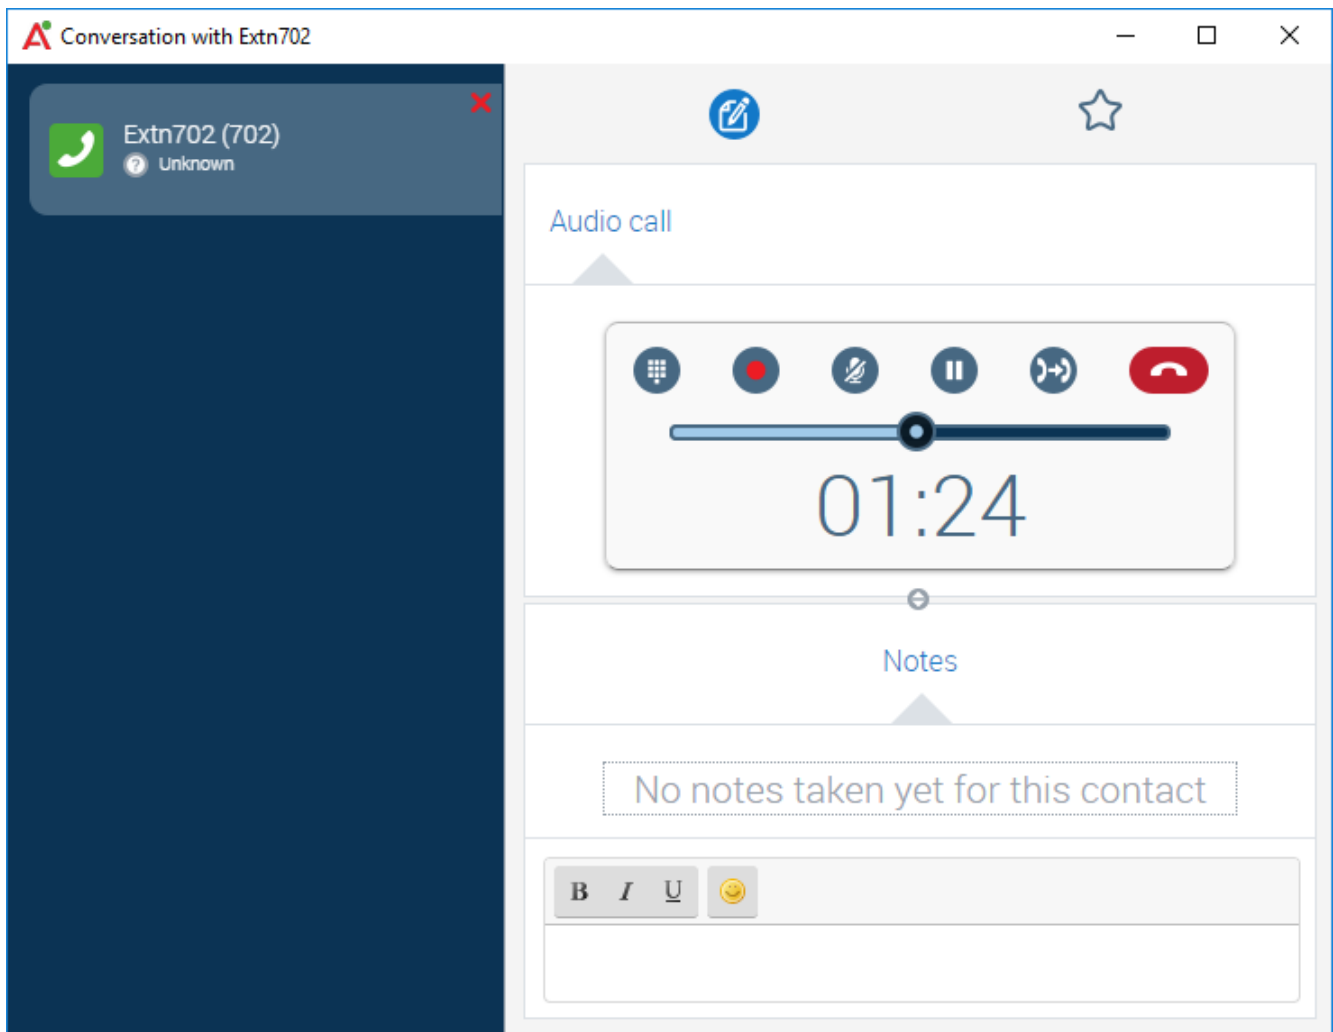 Conversation with Extn702
Extn702 (702)
? Unknown
Audio call
01:24
Notes
No notes taken yet for this contact
B I U